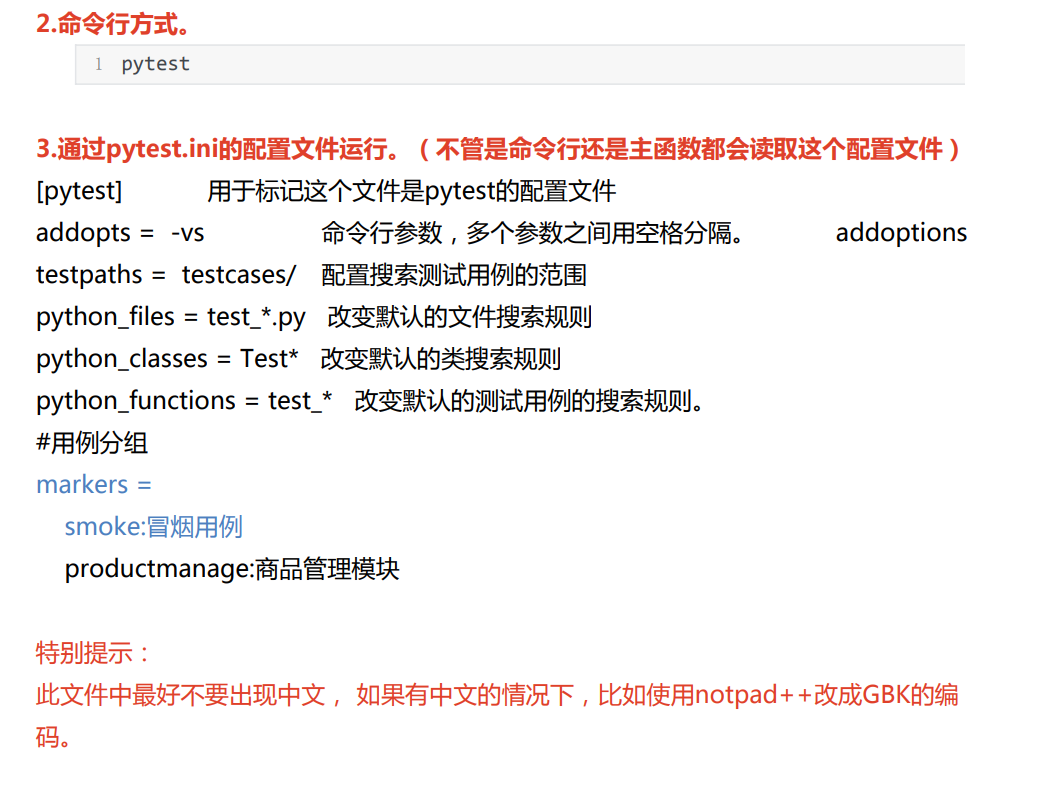 2.命令行方式。
1 pytest
3.通过pytest.ini的配置文件运行。（不管是命令行还是主函数都会读取这个配置文件）
[pytest] 用于标记这个文件是pytest的配置文件
addopts = -vs 命令行参数，多个参数之间用空格分隔。 addoptions
testpaths = testcases/ 配置搜索测试用例的范围
python_files = test_*.py 改变默认的文件搜索规则
python_classes = Test* 改变默认的类搜索规则
python_functions = test_* 改变默认的测试用例的搜索规则。
#用例分组
markers =
smoke:冒烟用例
productmanage:商品管理模块
特别提示：
此文件中最好不要出现中文， 如果有中文的情况下，比如使用notpad++改成GBK的编
码。